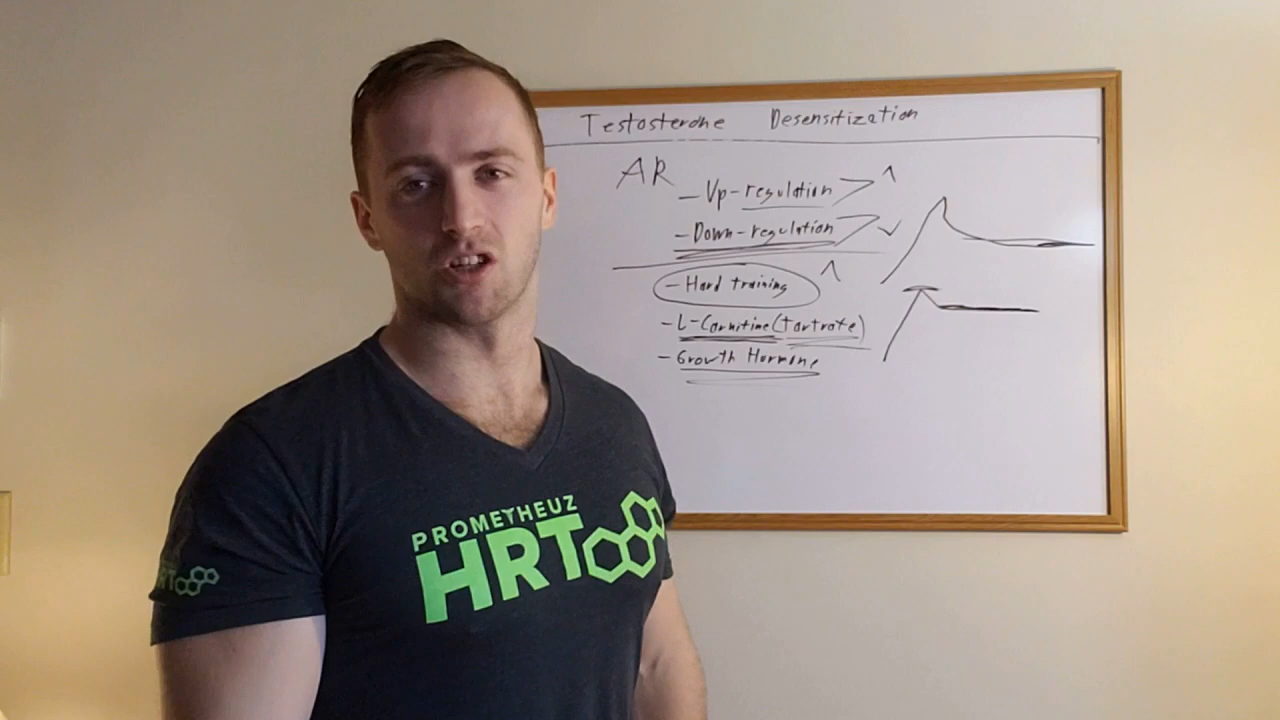 Testosterone Desensitization
AR
- Up-regulation > ^
- Down-regulation
- Hard training ^
- L-Carnitine (Tartrate)
- Growth Hormone
PROMETHEUZ
HRT
HRT